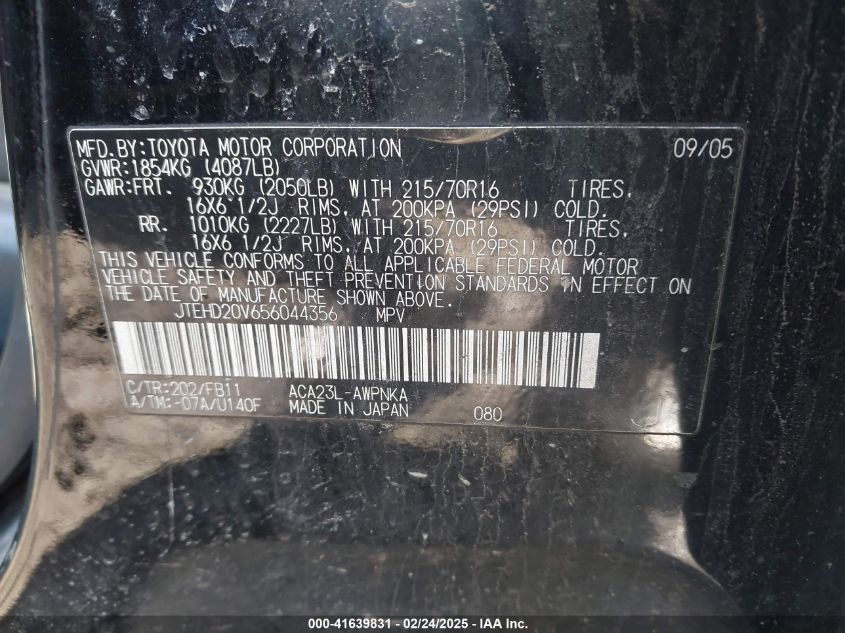 MFD.BY:TOYOTA MOTOR CORPORATION 09/05
GVWR:1854KG (4087LB)
GAWR:FRT. 930KG (2050LB) WITH 215/70R16 TIRES,
16X6 1/2J RIMS, AT 200KPA (29PSI) COLD.
RR. 1010KG (2227LB) WITH 215/70R16 TIRES,
16X6 1/2J RIMS, AT 200KPA (29PSI) COLD.
THIS VEHICLE CONFORMS TO ALL APPLICABLE FEDERAL MOTOR
VEHICLE SAFETY AND THEFT PREVENTION STANDARDS IN EFFECT ON
THE DATE OF MANUFACTURE SHOWN ABOVE.
JTEHD20V656044356 MPV
C/TR:202/FB11 ACA23L-AWPNKA
A/TM:-07A/U140F MADE IN JAPAN 080
000-41639831 - 02/24/2025 - IAA Inc.